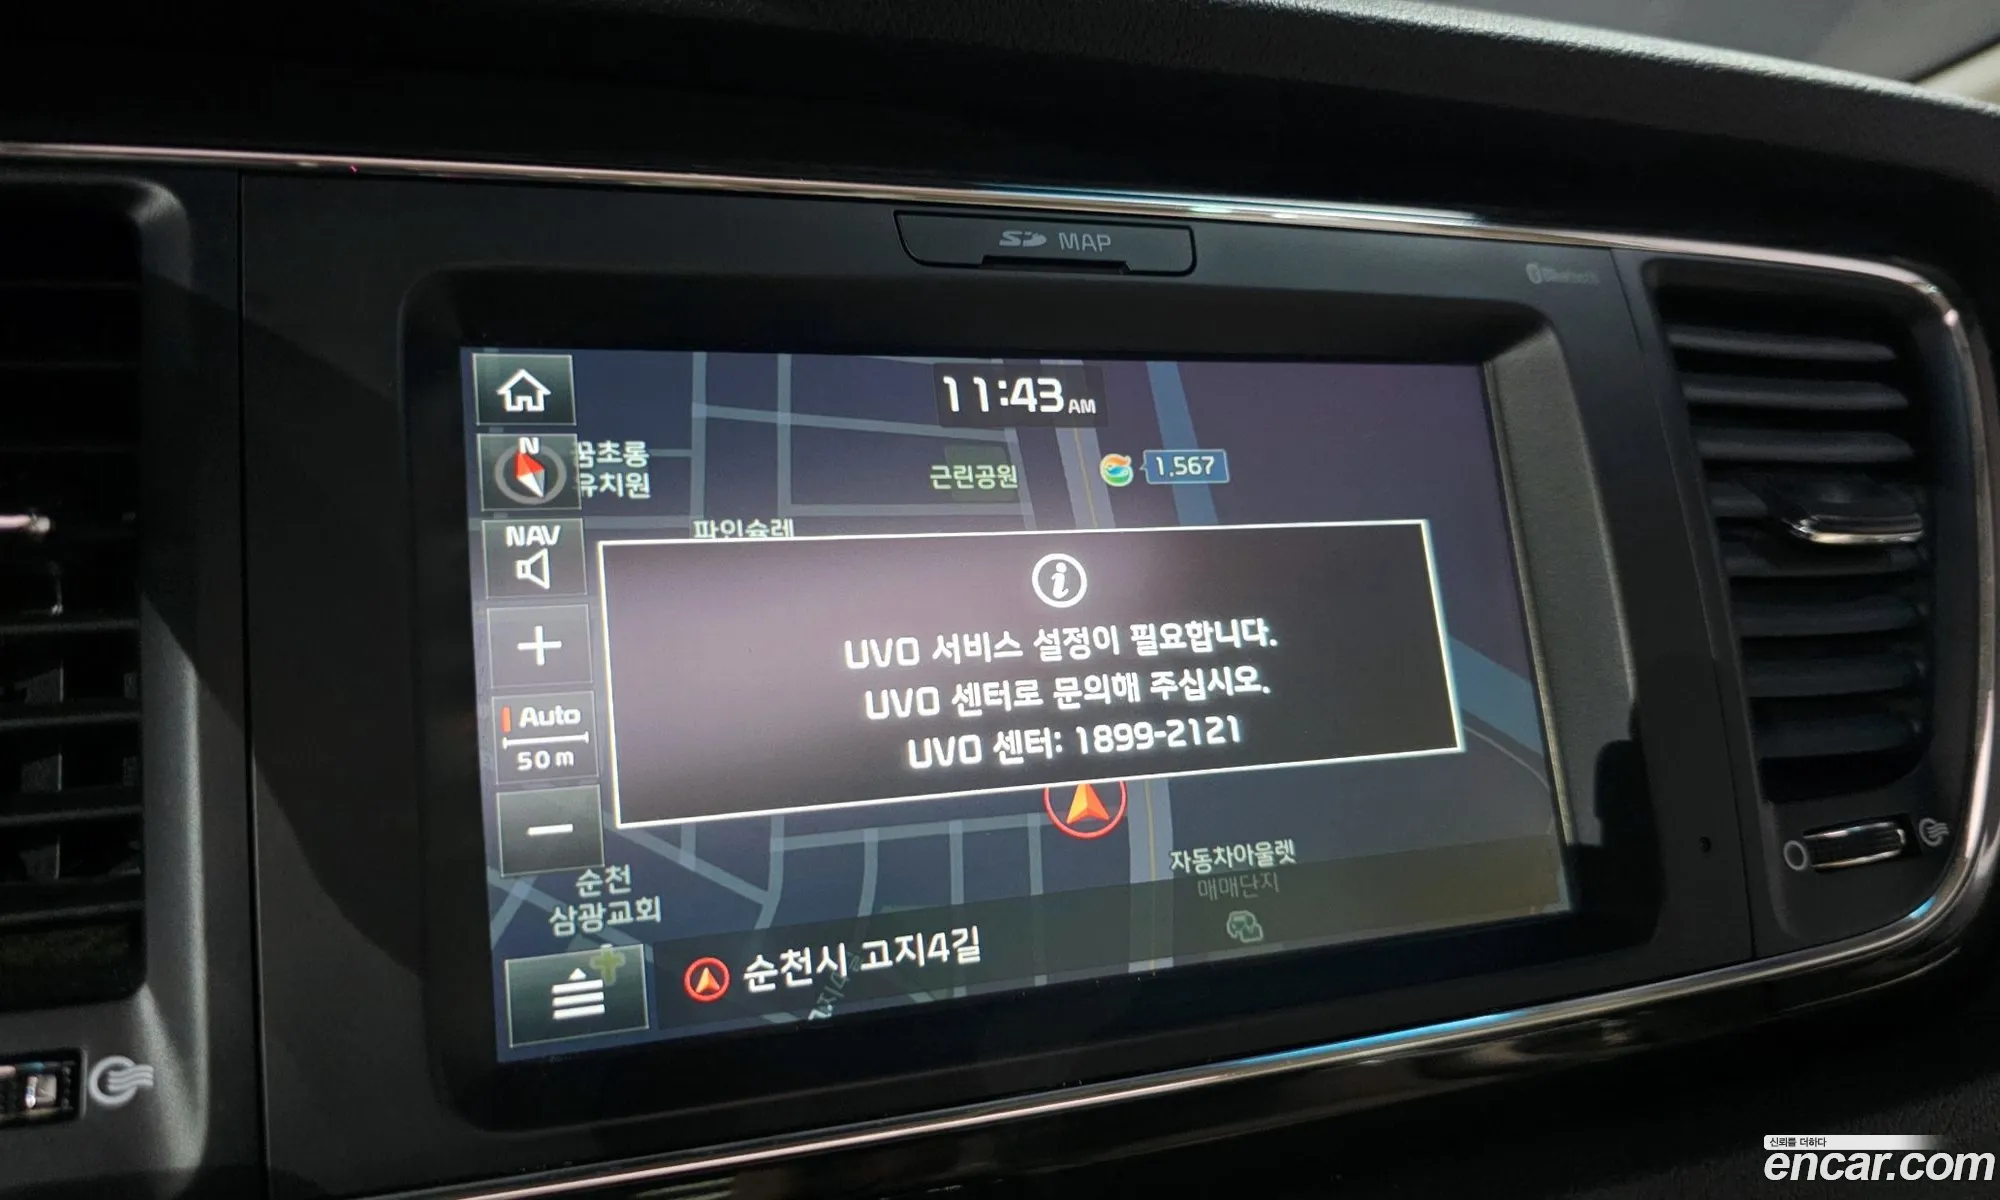 SD MAP
Bluetooth
11:43 AM
N
꿈초롱
유치원
근린공원
1,567
NAV
파인슐레
UVO 서비스 설정이 필요합니다.
UVO 센터로 문의해 주십시오.
UVO 센터: 1899-2121
Auto
50 m
자동차아울렛
매매단지
순천
삼광교회
순천시 고지4길
신뢰를 더하다
encar.com